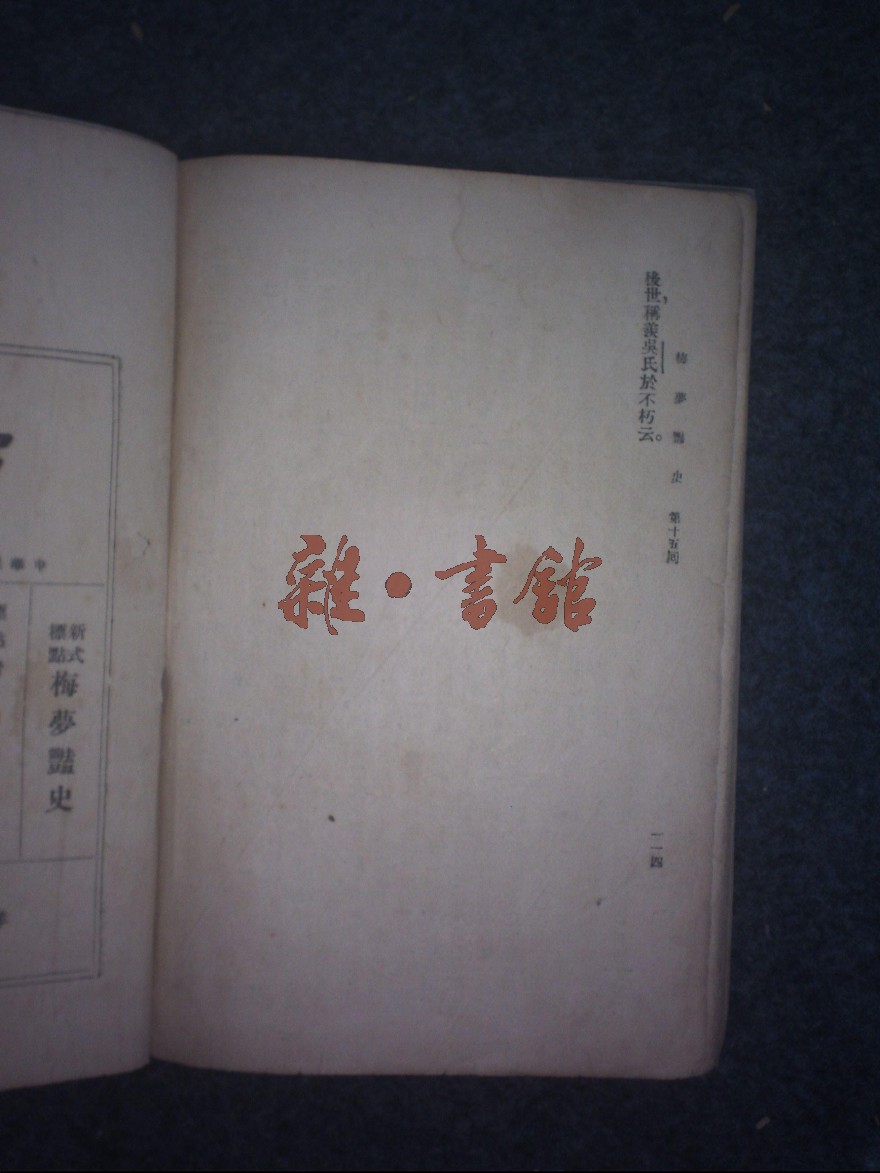 梅夢豔史 第十五回
後世，稱羨吳氏於不朽云。
一一四
雜·書館
中華
新式標點 梅夢豔史